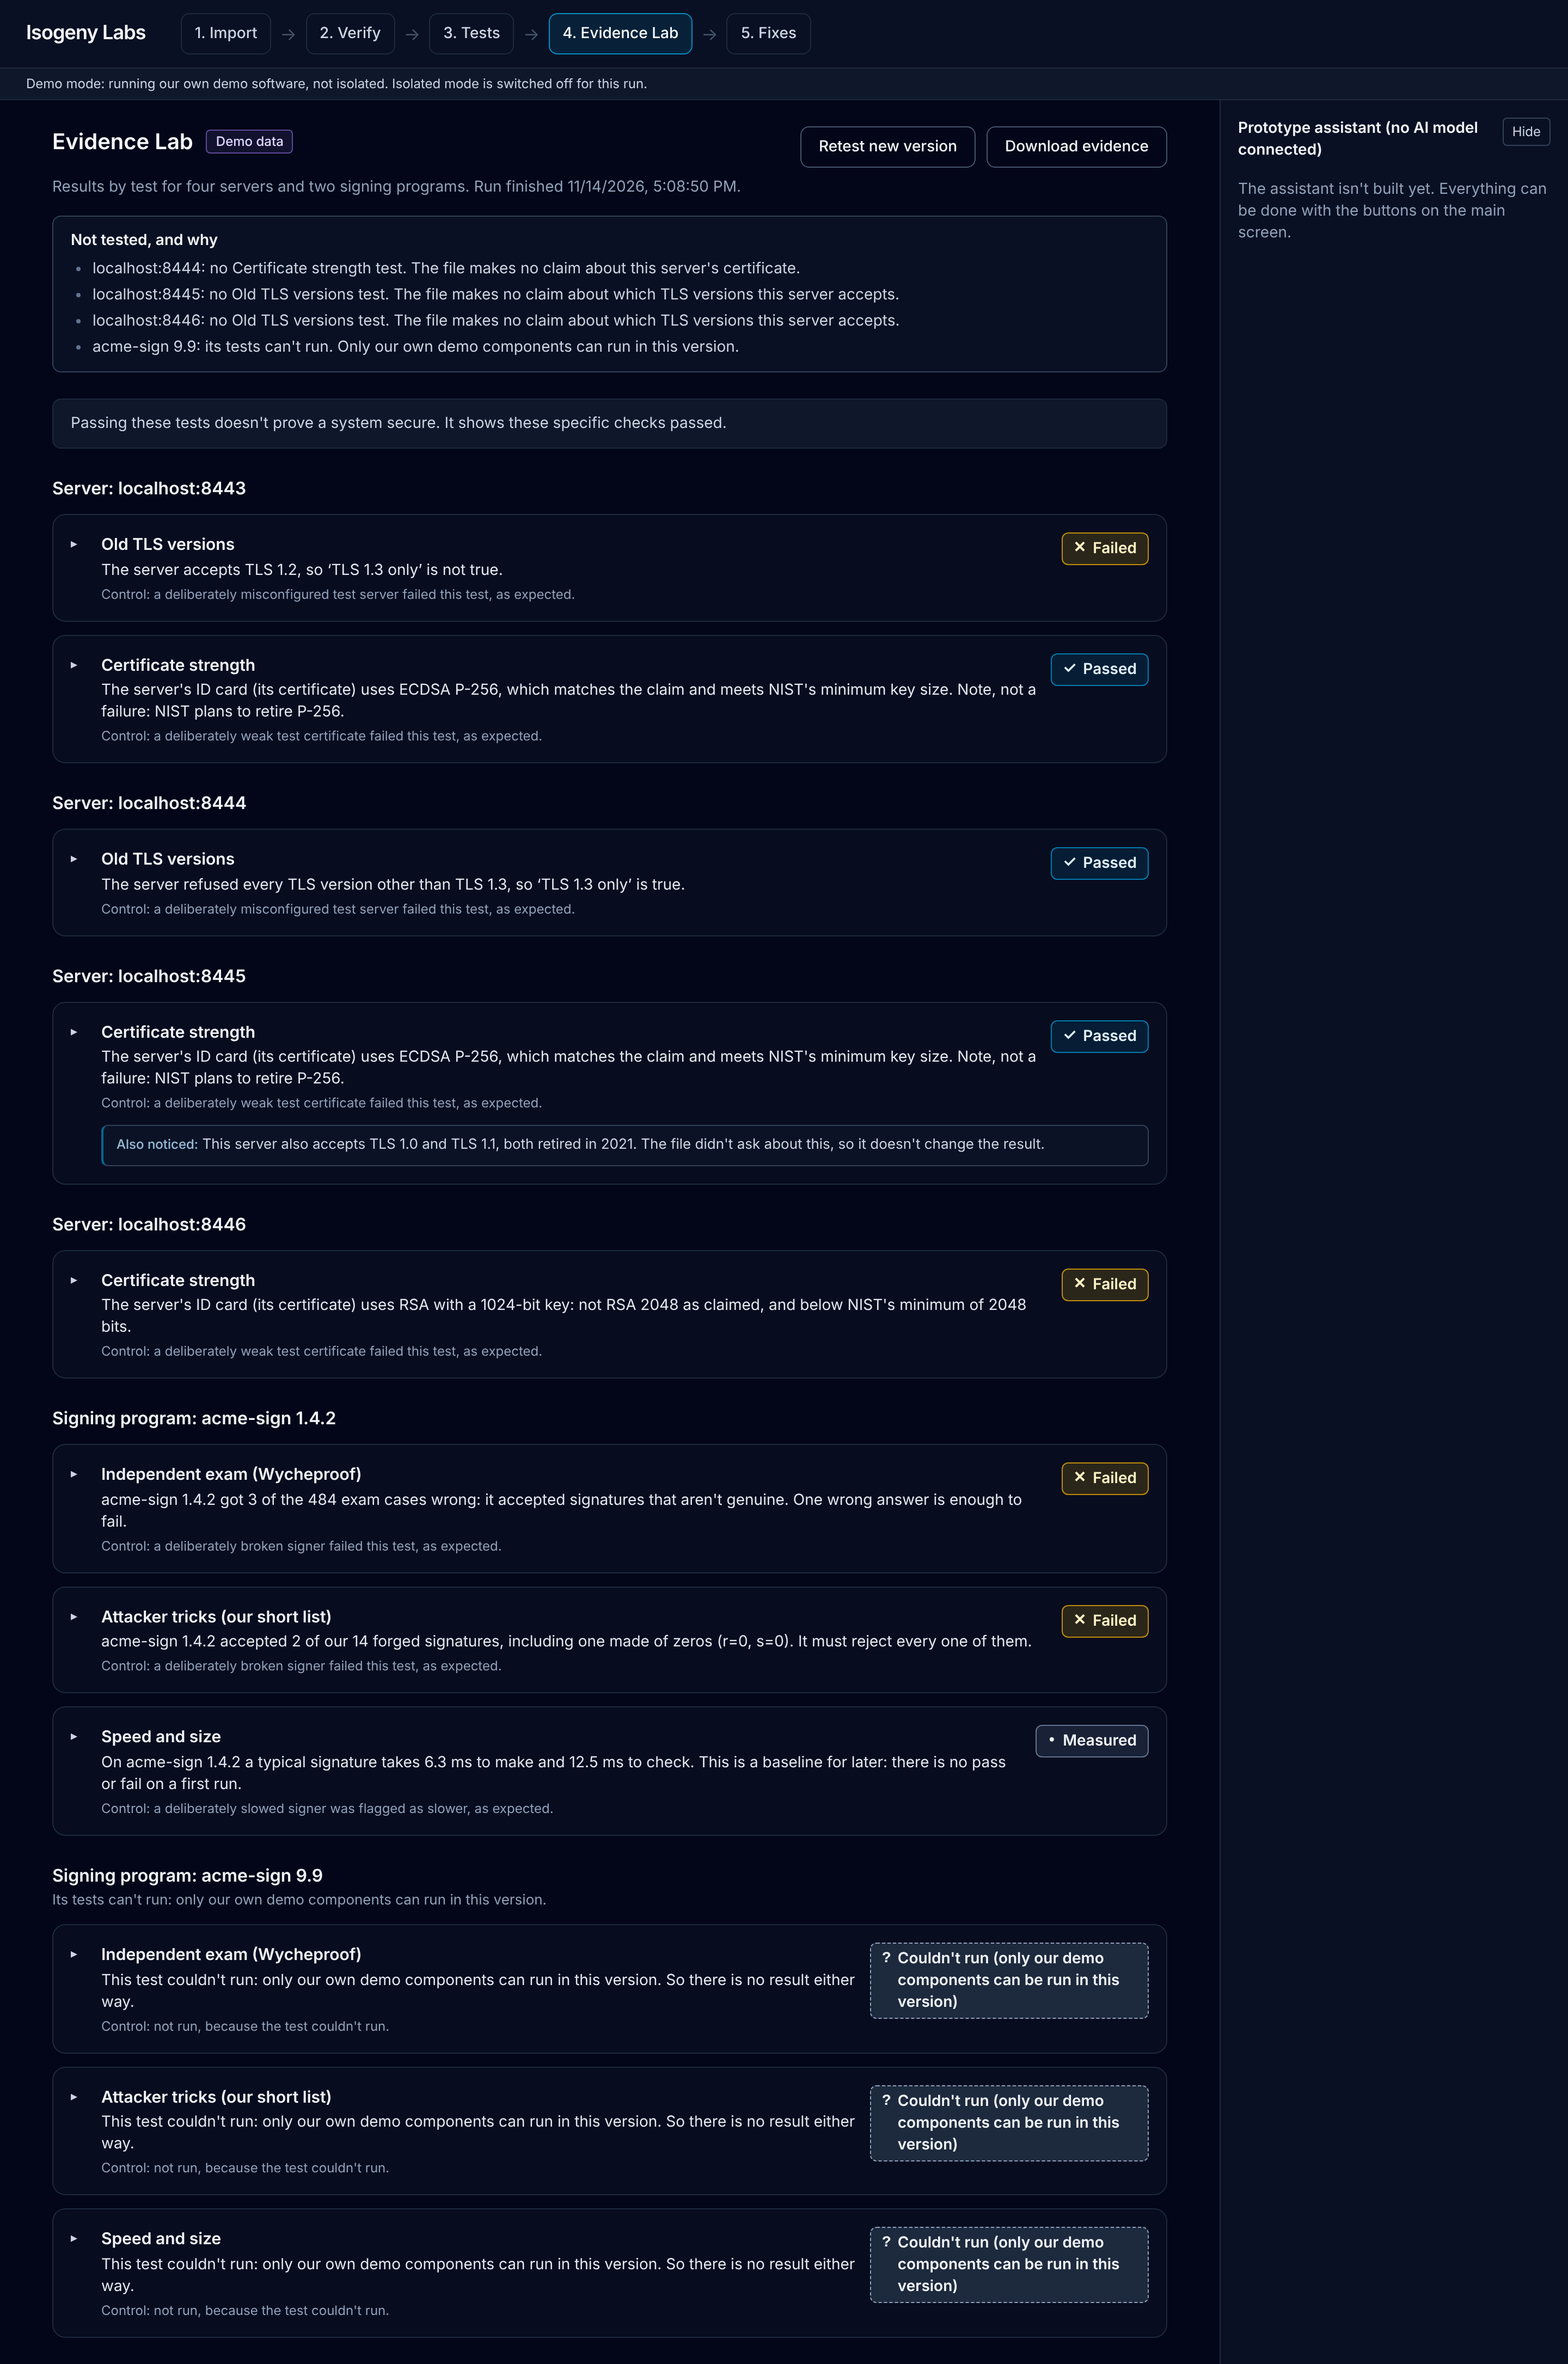 Isogeny Labs
1. Import → 2. Verify → 3. Tests → 4. Evidence Lab → 5. Fixes
Demo mode: running our own demo software, not isolated. Isolated mode is switched off for this run.
Evidence Lab
Demo data
Retest new version
Download evidence
Results by test for four servers and two signing programs. Run finished 11/14/2026, 5:08:50 PM.
Not tested, and why
• localhost:8444: no Certificate strength test. The file makes no claim about this server's certificate.
• localhost:8445: no Old TLS versions test. The file makes no claim about which TLS versions this server accepts.
• localhost:8446: no Old TLS versions test. The file makes no claim about which TLS versions this server accepts.
• acme-sign 9.9: its tests can't run. Only our own demo components can run in this version.
Passing these tests doesn't prove a system secure. It shows these specific checks passed.
Server: localhost:8443
Old TLS versions
✕ Failed
The server accepts TLS 1.2, so ‘TLS 1.3 only’ is not true.
Control: a deliberately misconfigured test server failed this test, as expected.
Certificate strength
✓ Passed
The server's ID card (its certificate) uses ECDSA P-256, which matches the claim and meets NIST's minimum key size. Note, not a
failure: NIST plans to retire P-256.
Control: a deliberately weak test certificate failed this test, as expected.
Server: localhost:8444
Old TLS versions
✓ Passed
The server refused every TLS version other than TLS 1.3, so ‘TLS 1.3 only’ is true.
Control: a deliberately misconfigured test server failed this test, as expected.
Server: localhost:8445
Certificate strength
✓ Passed
The server's ID card (its certificate) uses ECDSA P-256, which matches the claim and meets NIST's minimum key size. Note, not a
failure: NIST plans to retire P-256.
Control: a deliberately weak test certificate failed this test, as expected.
Also noticed: This server also accepts TLS 1.0 and TLS 1.1, both retired in 2021. The file didn't ask about this, so it doesn't change the result.
Server: localhost:8446
Certificate strength
✕ Failed
The server's ID card (its certificate) uses RSA with a 1024-bit key: not RSA 2048 as claimed, and below NIST's minimum of 2048
bits.
Control: a deliberately weak test certificate failed this test, as expected.
Signing program: acme-sign 1.4.2
Independent exam (Wycheproof)
✕ Failed
acme-sign 1.4.2 got 3 of the 484 exam cases wrong: it accepted signatures that aren't genuine. One wrong answer is enough to
fail.
Control: a deliberately broken signer failed this test, as expected.
Attacker tricks (our short list)
✕ Failed
acme-sign 1.4.2 accepted 2 of our 14 forged signatures, including one made of zeros (r=0, s=0). It must reject every one of them.
Control: a deliberately broken signer failed this test, as expected.
Speed and size
• Measured
On acme-sign 1.4.2 a typical signature takes 6.3 ms to make and 12.5 ms to check. This is a baseline for later: there is no pass
or fail on a first run.
Control: a deliberately slowed signer was flagged as slower, as expected.
Signing program: acme-sign 9.9
Its tests can't run: only our own demo components can run in this version.
Independent exam (Wycheproof)
This test couldn't run: only our own demo components can run in this version. So there is no result either
way.
Control: not run, because the test couldn't run.
? Couldn't run (only our demo
components can be run in this
version)
Attacker tricks (our short list)
This test couldn't run: only our own demo components can run in this version. So there is no result either
way.
Control: not run, because the test couldn't run.
? Couldn't run (only our demo
components can be run in this
version)
Speed and size
This test couldn't run: only our own demo components can run in this version. So there is no result either
way.
Control: not run, because the test couldn't run.
? Couldn't run (only our demo
components can be run in this
version)
Prototype assistant (no AI model
connected)
Hide
The assistant isn't built yet. Everything can
be done with the buttons on the main
screen.